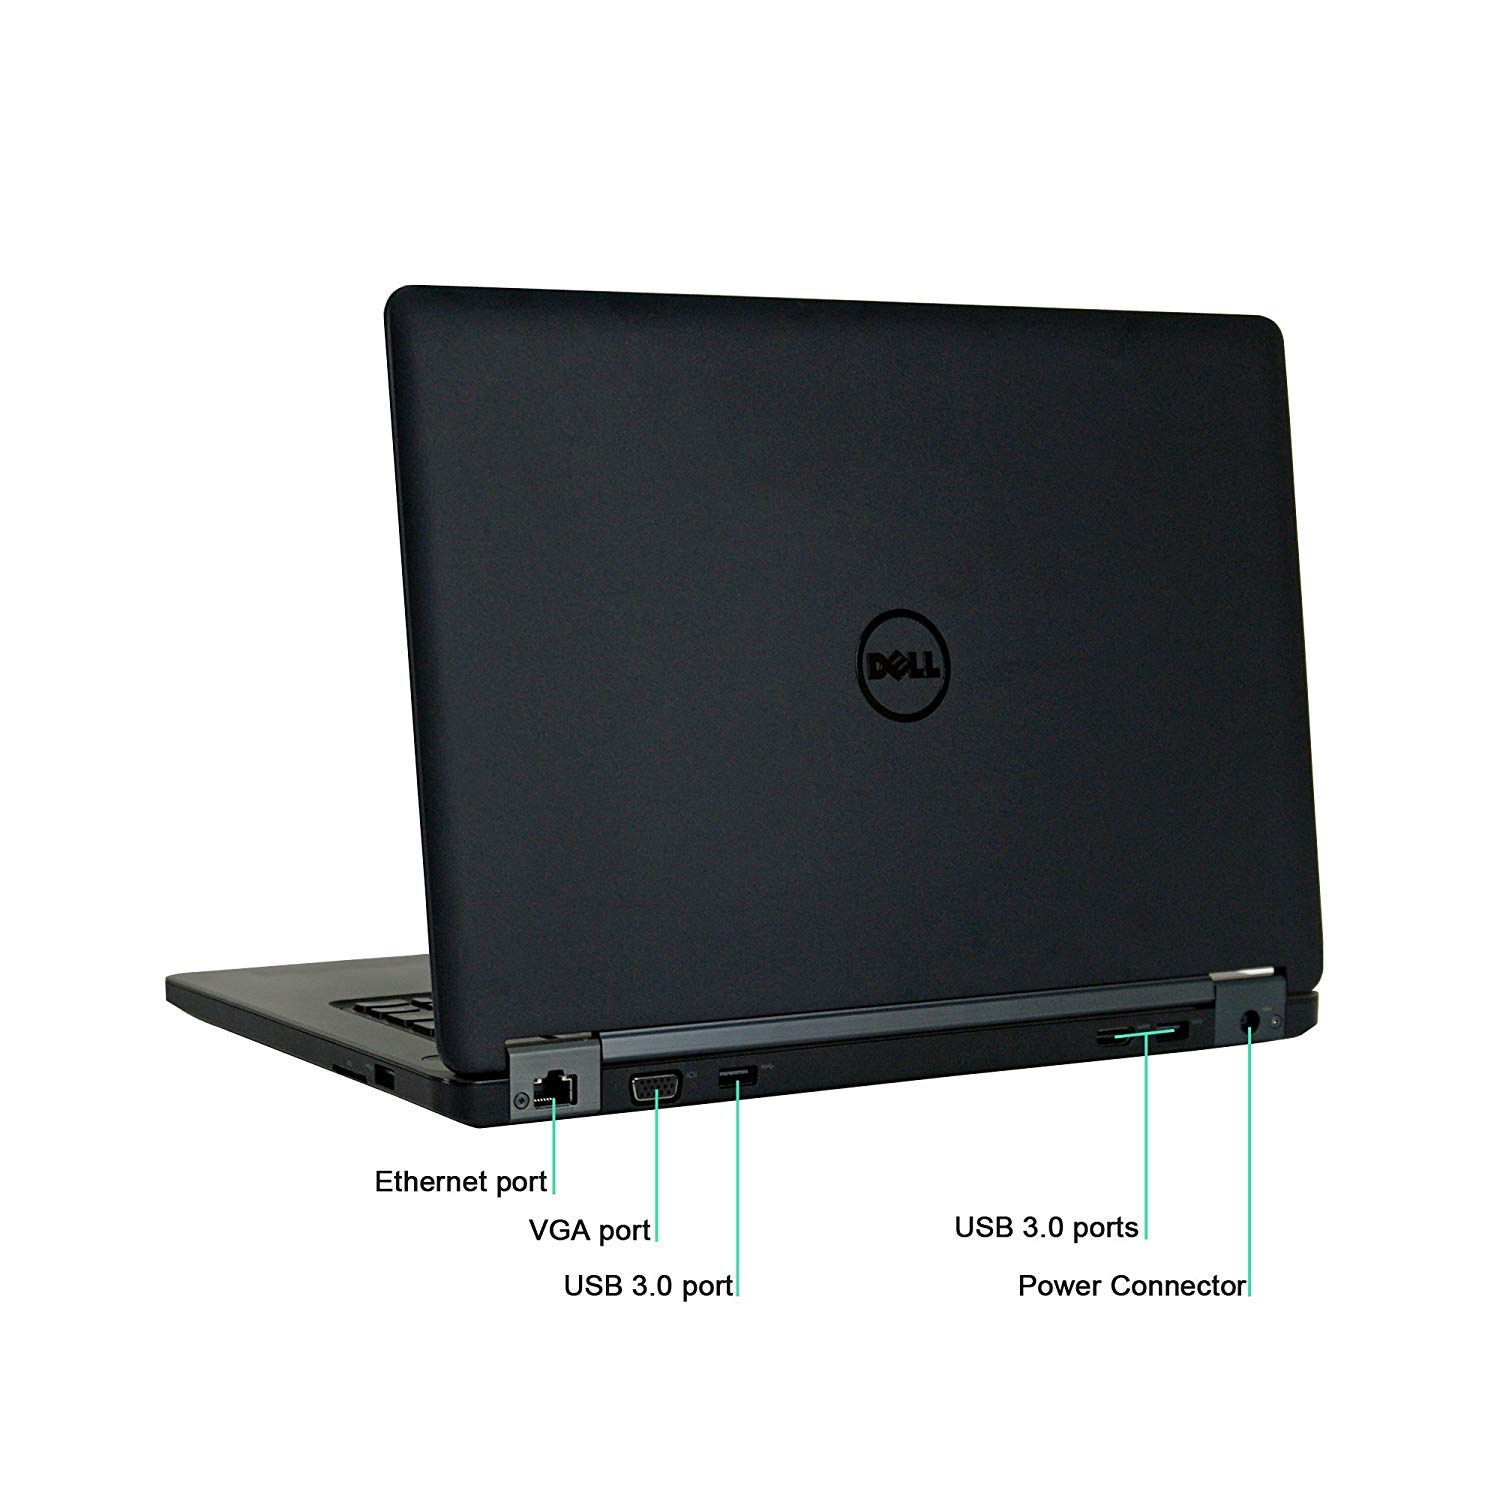 DELL
Ethernet port
VGA port
USB 3.0 port
USB 3.0 ports
Power Connector